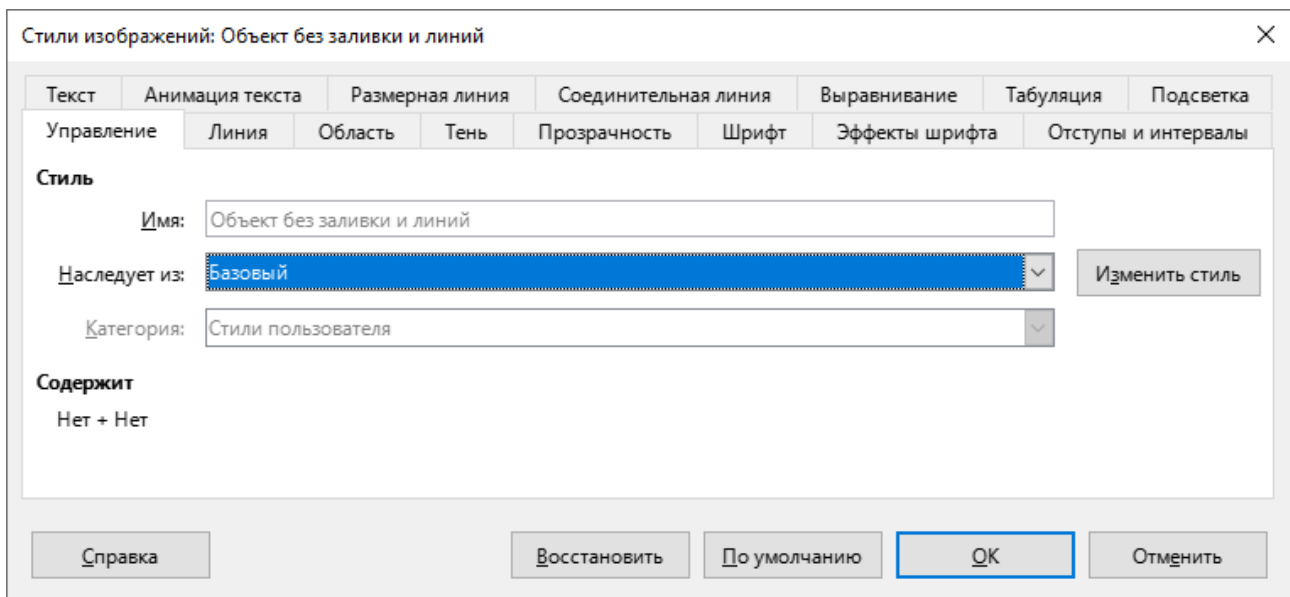 Стили изображений: Объект без заливки и линий
Текст Анимация текста Размерная линия Соединительная линия Выравнивание Табуляция Подсветка
Управление Линия Область Тень Прозрачность Шрифт Эффекты шрифта Отступы и интервалы
Стиль
Имя: Объект без заливки и линий
Наследует из: Базовый Изменить стиль
Категория: Стили пользователя
Содержит
Нет + Нет
Справка Восстановить По умолчанию OK Отменить